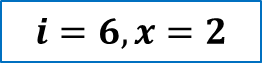 i = 6, x = 2